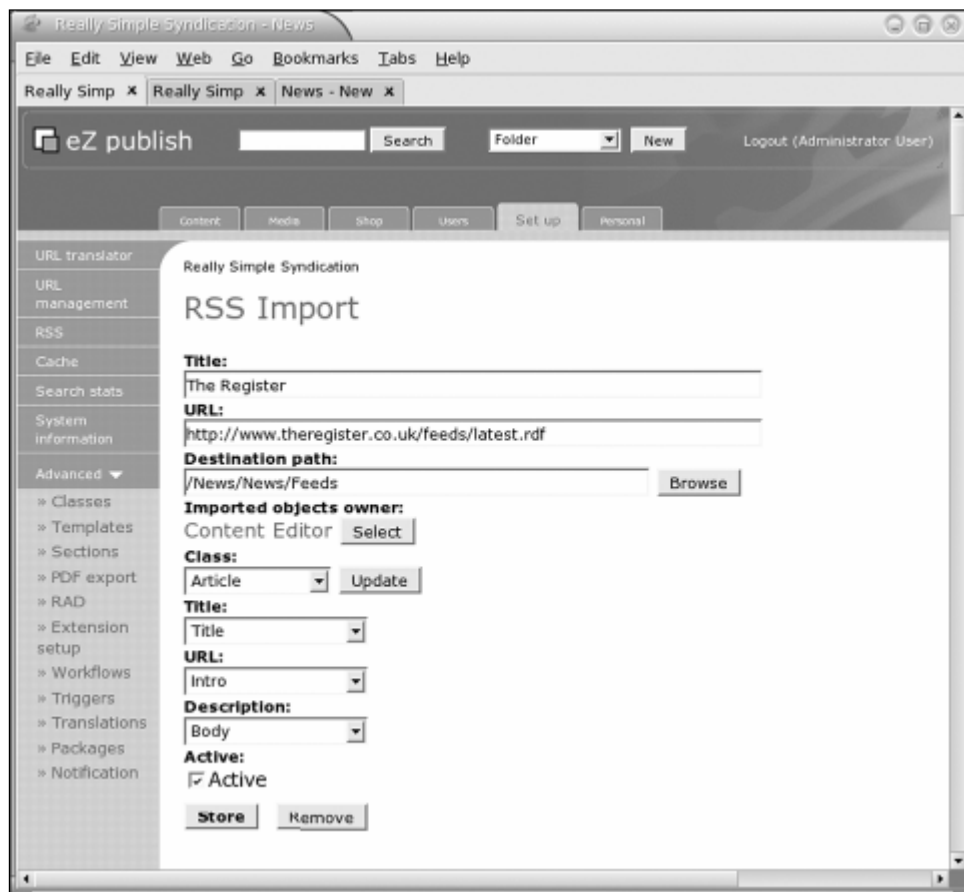 Really Simple Syndication - News
File Edit View Web Go Bookmarks Tabs Help
Really Simp Really Simp News - New
eZ publish Search Folder New Logout (Administrator User)
Content Media Shop Users Set up Personal
URL translator
URL
management
RSS
Cache
Search stats
System
information
Advanced
» Classes
» Templates
» Sections
» PDF export
» RAD
» Extension
setup
» Workflows
» Triggers
» Translations
» Packages
» Notification
Really Simple Syndication
RSS Import
Title:
The Register
URL:
http://www.theregister.co.uk/feeds/latest.rdf
Destination path:
/News/News/Feeds Browse
Imported objects owner:
Content Editor Select
Class:
Article Update
Title:
Title
URL:
Intro
Description:
Body
Active:
Active
Store Remove